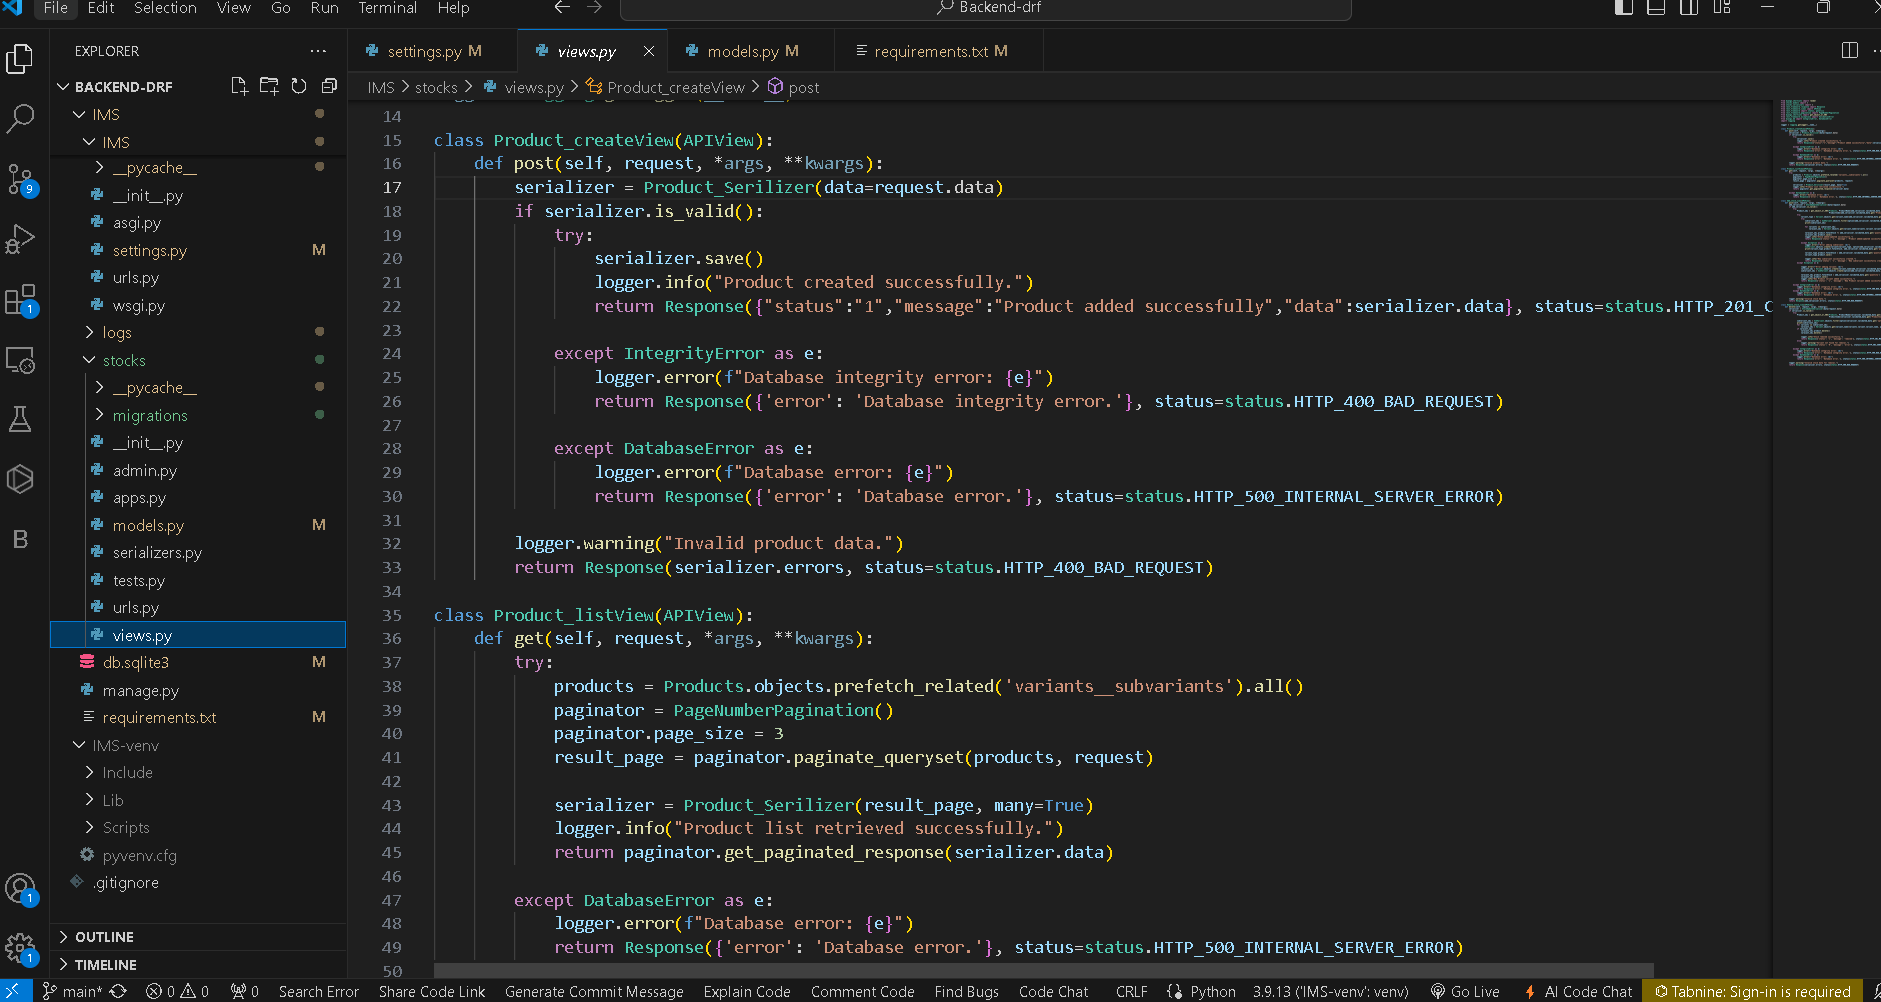 File Edit Selection View Go Run Terminal Help Backend-drf
EXPLORER
BACKEND-DRF
IMS
IMS
__pycache__
__init__.py
asgi.py
settings.py M
urls.py
wsgi.py
logs
stocks
__pycache__
migrations
__init__.py
admin.py
apps.py
models.py M
serializers.py
tests.py
urls.py
views.py
db.sqlite3 M
manage.py
requirements.txt M
IMS-venv
Include
Lib
Scripts
pyvenv.cfg
.gitignore
OUTLINE
TIMELINE
9
1
B
1
1
settings.py M views.py models.py M requirements.txt M
IMS > stocks > views.py > Product_createView > post
14
15 class Product_createView(APIView):
16 def post(self, request, *args, **kwargs):
17 serializer = Product_Serilizer(data=request.data)
18 if serializer.is_valid():
19 try:
20 serializer.save()
21 logger.info("Product created successfully.")
22 return Response({"status":"1","message":"Product added successfully","data":serializer.data}, status=status.HTTP_201_C
23
24 except IntegrityError as e:
25 logger.error(f"Database integrity error: {e}")
26 return Response({'error': 'Database integrity error.'}, status=status.HTTP_400_BAD_REQUEST)
27
28 except DatabaseError as e:
29 logger.error(f"Database error: {e}")
30 return Response({'error': 'Database error.'}, status=status.HTTP_500_INTERNAL_SERVER_ERROR)
31
32 logger.warning("Invalid product data.")
33 return Response(serializer.errors, status=status.HTTP_400_BAD_REQUEST)
34
35 class Product_listView(APIView):
36 def get(self, request, *args, **kwargs):
37 try:
38 products = Products.objects.prefetch_related('variants__subvariants').all()
39 paginator = PageNumberPagination()
40 paginator.page_size = 3
41 result_page = paginator.paginate_queryset(products, request)
42
43 serializer = Product_Serilizer(result_page, many=True)
44 logger.info("Product list retrieved successfully.")
45 return paginator.get_paginated_response(serializer.data)
46
47 except DatabaseError as e:
48 logger.error(f"Database error: {e}")
49 return Response({'error': 'Database error.'}, status=status.HTTP_500_INTERNAL_SERVER_ERROR)
50
main* 0 0 0 Search Error Share Code Link Generate Commit Message Explain Code Comment Code Find Bugs Code Chat CRLF Python 3.9.13 ('IMS-venv': venv) Go Live AI Code Chat Tabnine: Sign-in is required